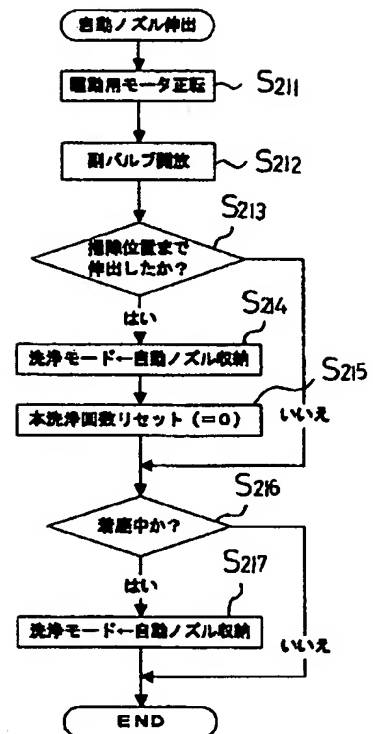 自動ノズル伸出
駆動用モータ正転
S211
副バルブ開放
S212
S213
掃除位置まで
伸出したか?
はい
S214
洗浄モード←自動ノズル収納
S215
本洗浄回数リセット(=0)
いいえ
S216
着座中か?
はい
S217
洗浄モード←自動ノズル収納
いいえ
END